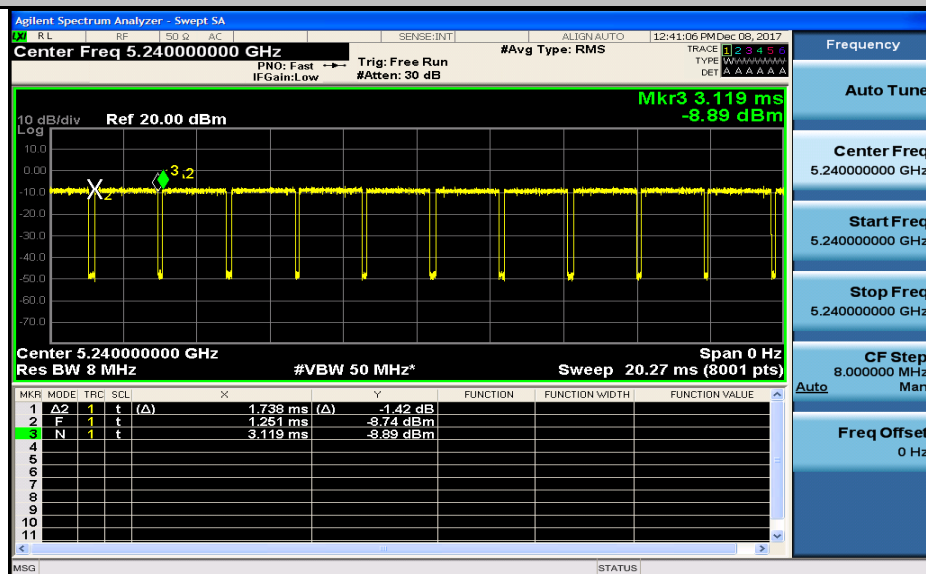 Agilent Spectrum Analyzer - Swept SA
LXI RL RF 50 Ω AC SENSE:INT ALIGN AUTO 12:41:06 PM Dec 08, 2017
Center Freq 5.240000000 GHz #Avg Type: RMS TRACE 1 2 3 4 5 6
PNO: Fast Trig: Free Run TYPE WWWWWW
IFGain:Low #Atten: 30 dB DET A A A A A A
Frequency
Mkr3 3.119 ms
10 dB/div Ref 20.00 dBm -8.89 dBm
Log
10.0
0.00
-10.0
-20.0
-30.0
-40.0
-50.0
-60.0
-70.0
X2
3,2
Center 5.240000000 GHz Span 0 Hz
Res BW 8 MHz #VBW 50 MHz* Sweep 20.27 ms (8001 pts)
MKR MODE TRC SCL X Y FUNCTION FUNCTION WIDTH FUNCTION VALUE
1 Δ2 1 t (Δ) 1.738 ms (Δ) -1.42 dB
2 F 1 t 1.251 ms -8.74 dBm
3 N 1 t 3.119 ms -8.89 dBm
4
5
6
7
8
9
10
11
MSG STATUS
Auto Tune
Center Freq
5.240000000 GHz
Start Freq
5.240000000 GHz
Stop Freq
5.240000000 GHz
CF Step
8.000000 MHz
Auto Man
Freq Offset
0 Hz